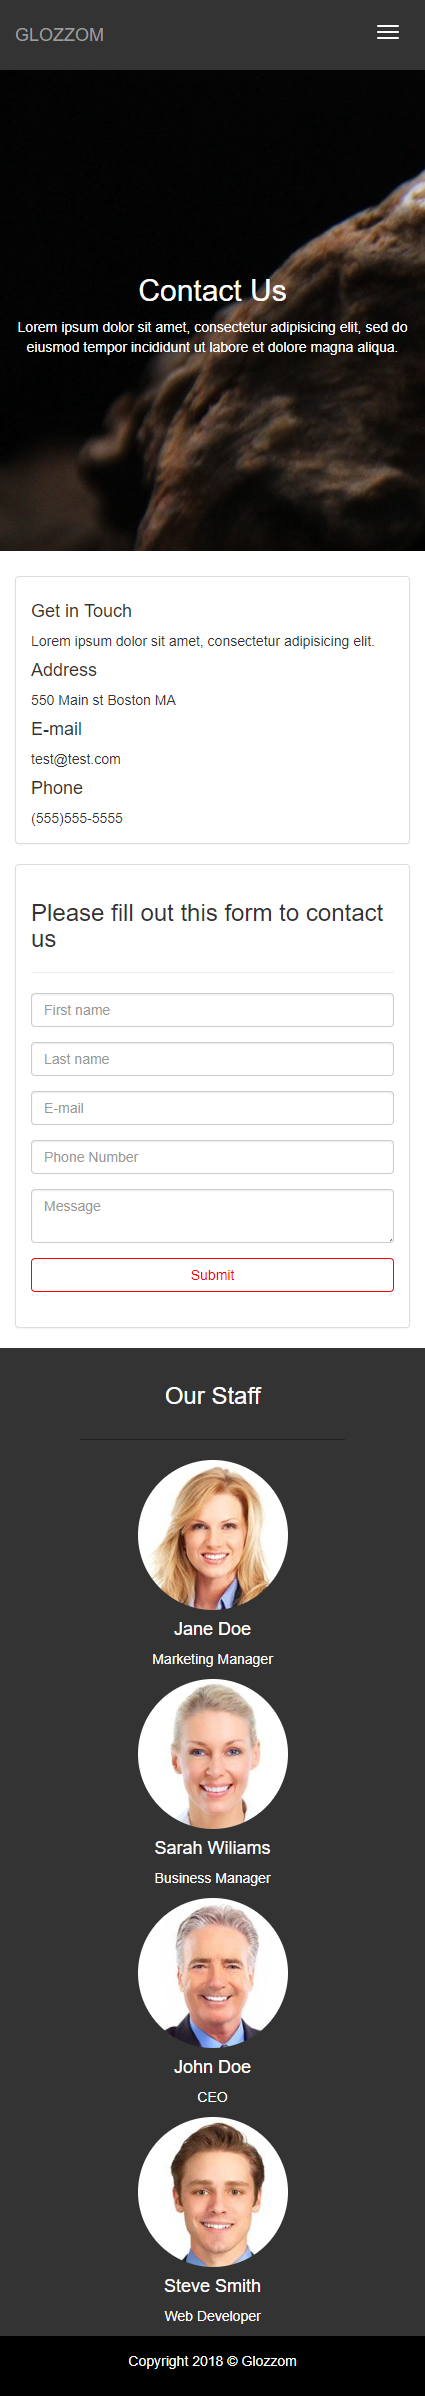 GLOZZOM
Contact Us
Lorem ipsum dolor sit amet, consectetur adipisicing elit, sed do
eiusmod tempor incididunt ut labore et dolore magna aliqua.
Get in Touch
Lorem ipsum dolor sit amet, consectetur adipisicing elit.
Address
550 Main st Boston MA
E-mail
test@test.com
Phone
(555)555-5555
Please fill out this form to contact
us
First name
Last name
E-mail
Phone Number
Message
Submit
Our Staff
Jane Doe
Marketing Manager
Sarah Wiliams
Business Manager
John Doe
CEO
Steve Smith
Web Developer
Copyright 2018 © Glozzom